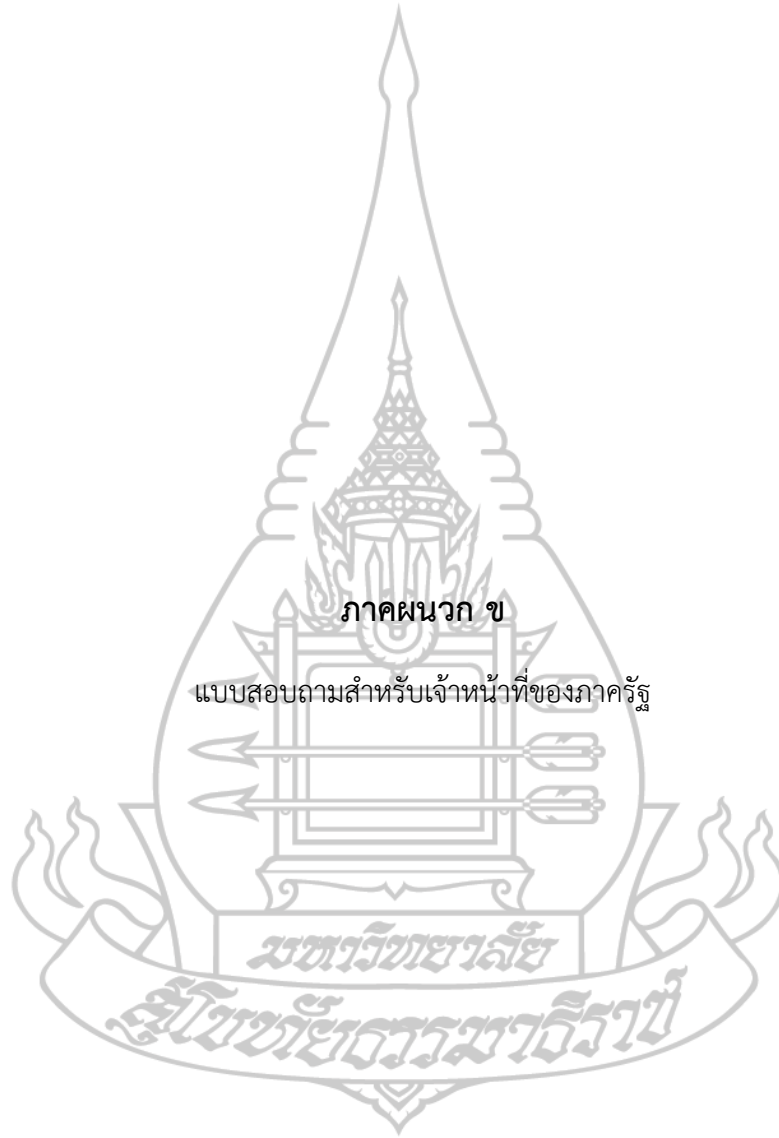 ภาคผนวก ข
แบบสอบถามสำหรับเจ้าหน้าที่ของภาครัฐ
มหาวิทยาลัย
สุโขทัยธรรมาธิราช